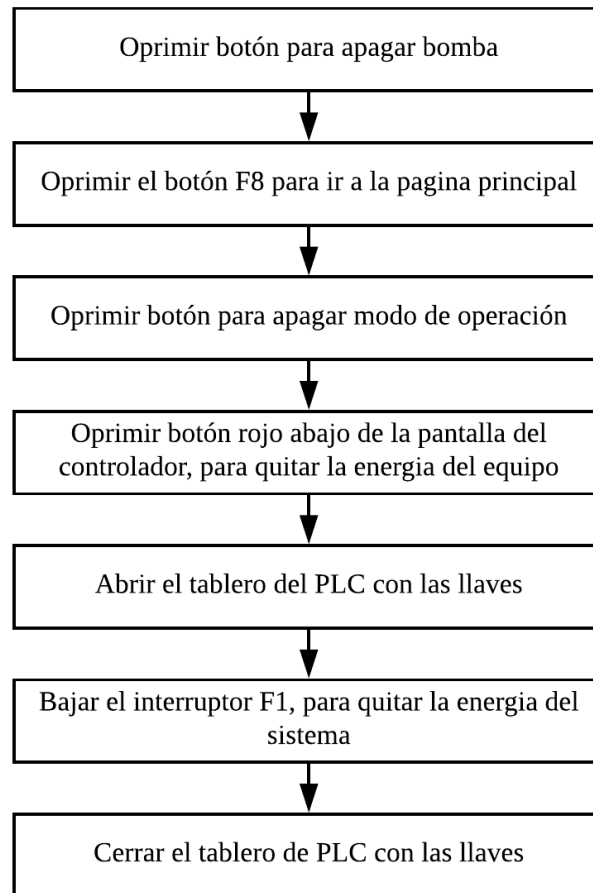 Oprimir botón para apagar bomba
Oprimir el botón F8 para ir a la pagina principal
Oprimir botón para apagar modo de operación
Oprimir botón rojo abajo de la pantalla del
controlador, para quitar la energia del equipo
Abrir el tablero del PLC con las llaves
Bajar el interruptor F1, para quitar la energia del
sistema
Cerrar el tablero de PLC con las llaves